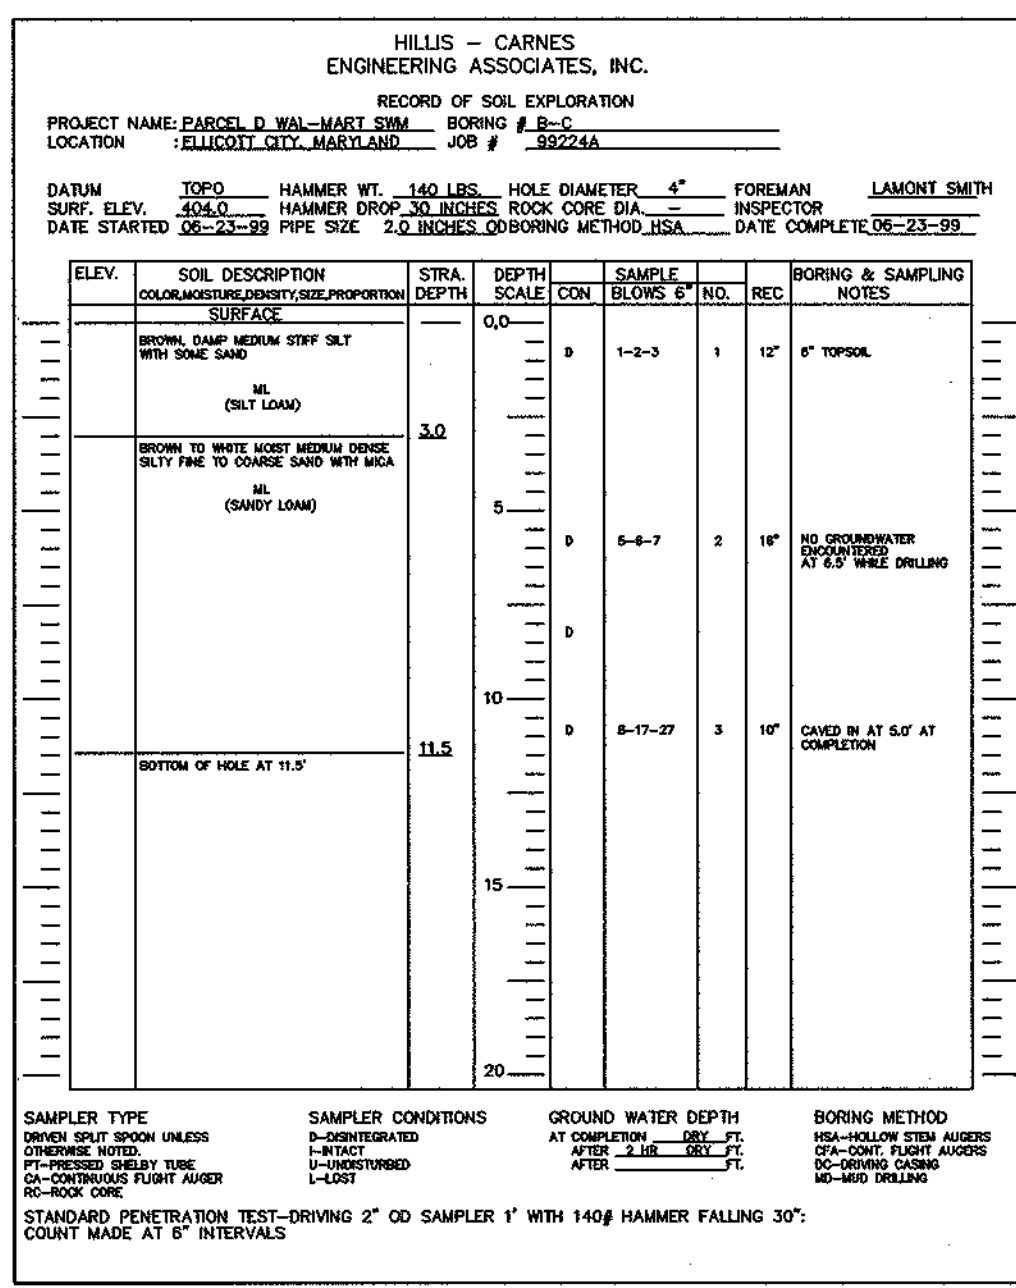 HILLIS – CARNES
ENGINEERING ASSOCIATES, INC.
RECORD OF SOIL EXPLORATION
PROJECT NAME: PARCEL D WAL-MART SWM BORING # B-C
LOCATION : ELLICOTT CITY, MARYLAND JOB # 99224A
DATUM TOPO HAMMER WT. 140 LBS. HOLE DIAMETER 4" FOREMAN LAMONT SMITH
SURF. ELEV. 404.0 HAMMER DROP 30 INCHES ROCK CORE DIA. – INSPECTOR
DATE STARTED 06-23-99 PIPE SIZE 2.0 INCHES OD BORING METHOD HSA DATE COMPLETE 06-23-99
ELEV. SOIL DESCRIPTION STRA. DEPTH SAMPLE BORING & SAMPLING
COLOR,MOISTURE,DENSITY,SIZE,PROPORTION DEPTH SCALE CON BLOWS 6" NO. REC NOTES
SURFACE
0.0
BROWN, DAMP MEDIUM STIFF SILT
WITH SOME SAND
D 1-2-3 1 12" 6" TOPSOIL
ML
(SILT LOAM)
3.0
BROWN TO WHITE MOIST MEDIUM DENSE
SILTY FINE TO COARSE SAND WITH MICA
ML
(SANDY LOAM)
5
D 5-6-7 2 16" NO GROUNDWATER
ENCOUNTERED
AT 6.5' WHILE DRILLING
D
10
D 8-17-27 3 10" CAVED IN AT 5.0' AT
COMPLETION
11.5
BOTTOM OF HOLE AT 11.5'
15
20
SAMPLER TYPE SAMPLER CONDITIONS GROUND WATER DEPTH BORING METHOD
DRIVEN SPLIT SPOON UNLESS D-DISINTEGRATED AT COMPLETION DRY FT. HSA-HOLLOW STEM AUGERS
OTHERWISE NOTED. I-INTACT AFTER 2 HR DRY FT. CFA-CONT. FLIGHT AUGERS
PT-PRESSED SHELBY TUBE U-UNDISTURBED AFTER FT. DC-DRIVING CASING
CA-CONTINUOUS FLIGHT AUGER L-LOST MD-MUD DRILLING
RC-ROCK CORE
STANDARD PENETRATION TEST-DRIVING 2" OD SAMPLER 1' WITH 140# HAMMER FALLING 30":
COUNT MADE AT 6" INTERVALS